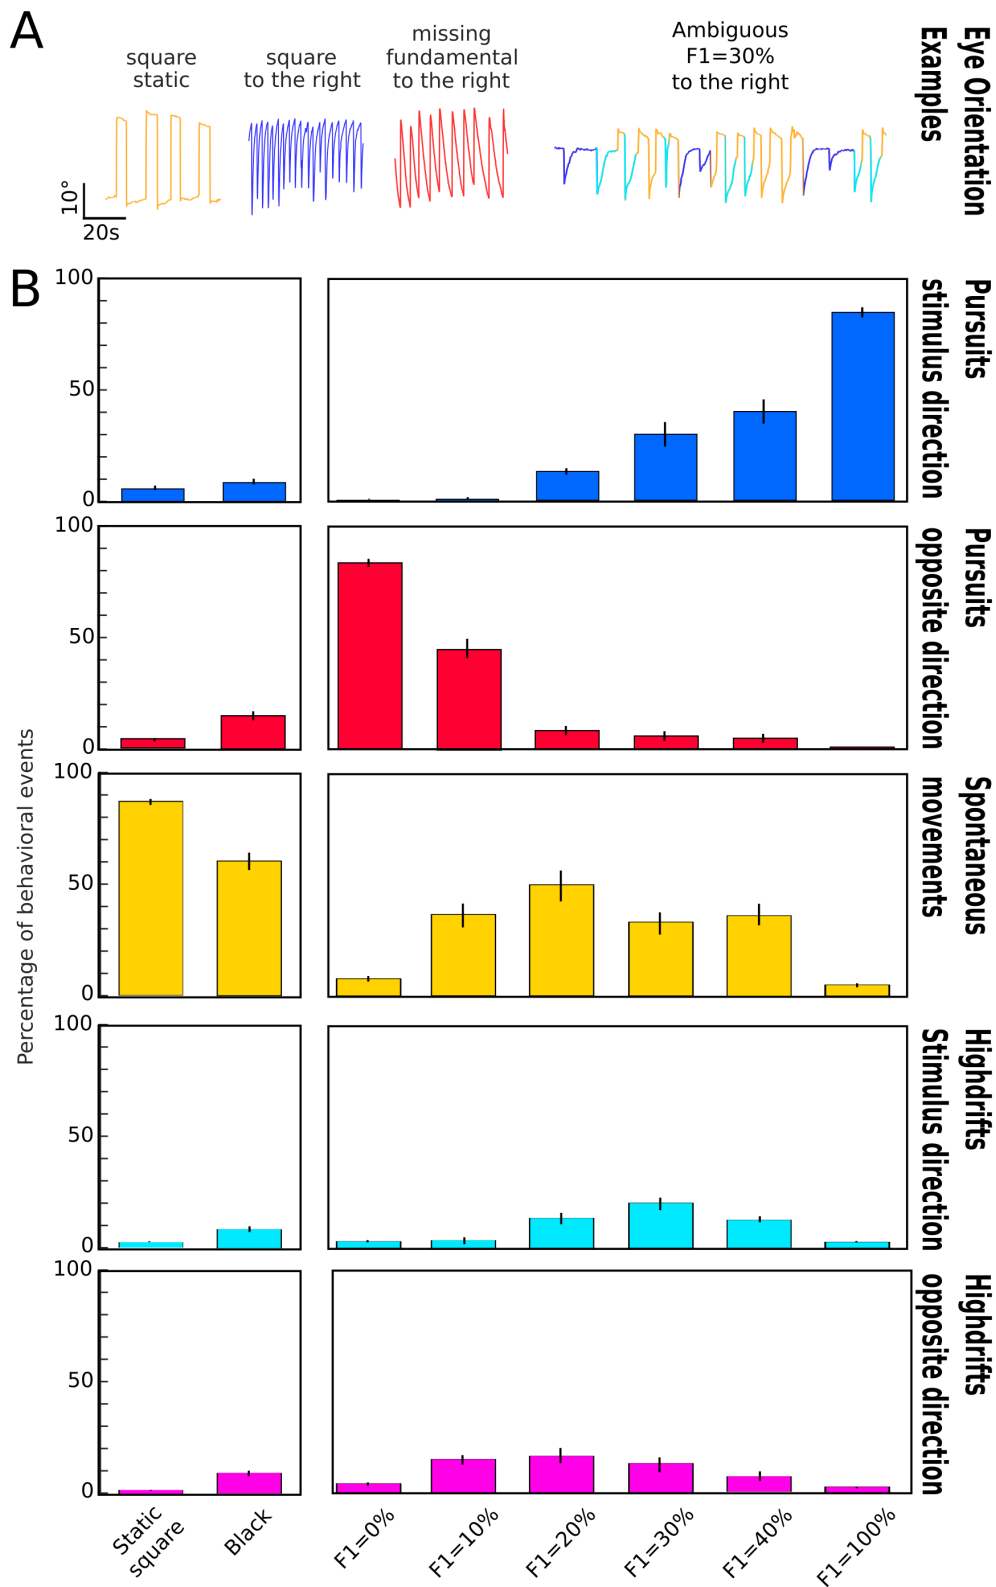 A
square
static
square
to the right
missing
fundamental
to the right
Ambiguous
F1=30%
to the right
Eye Orientation
Examples
10°
20s
B
Percentage of behavioral events
100
50
0
Pursuits
stimulus direction
100
50
0
Pursuits
opposite direction
100
50
0
Spontaneous
movements
100
50
0
Highdrifts
Stimulus direction
100
50
0
Highdrifts
opposite direction
Static
square
Black
F1=0%
F1=10%
F1=20%
F1=30%
F1=40%
F1=100%